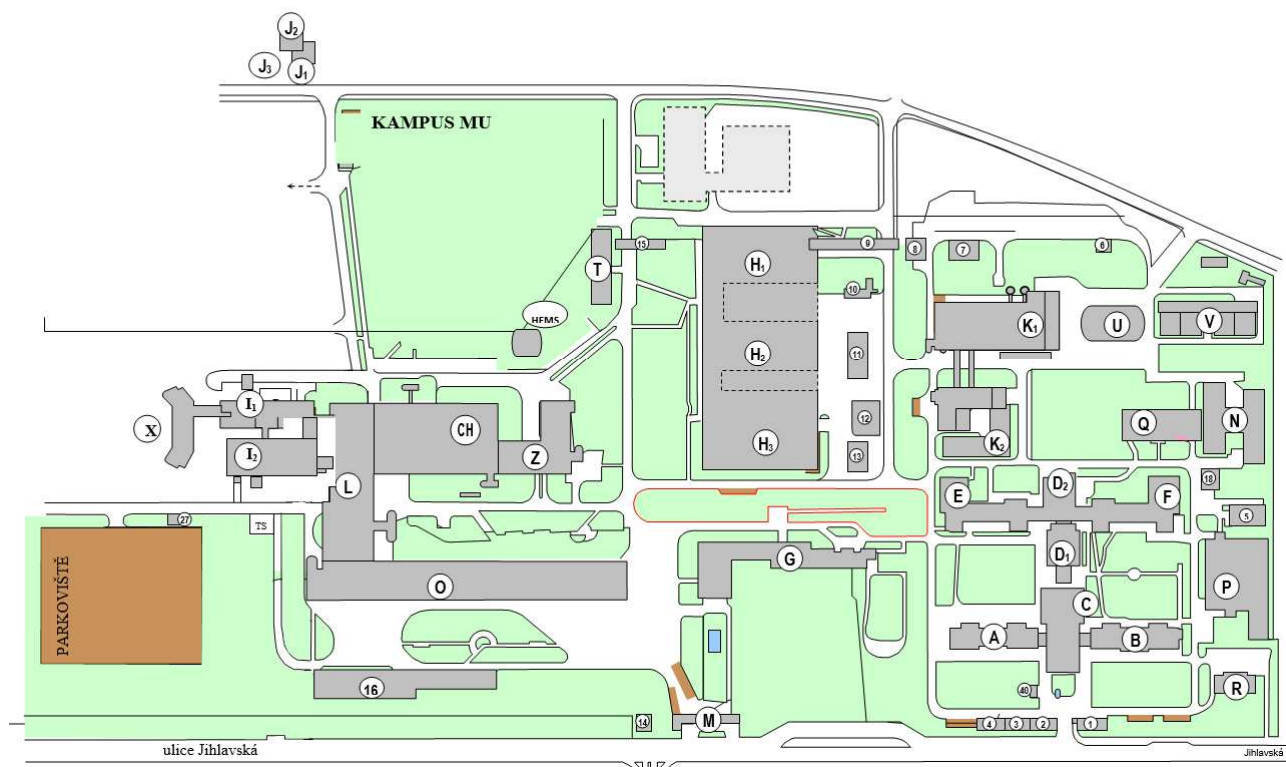 J2
J3
J1
KAMPUS MU
15
9
8
7
6
T
H1
10
HEMS
K1
U
V
H2
11
X
I1
CH
12
Q
N
I2
Z
H3
13
K2
L
E
D2
F
18
27
TS
5
G
D1
PARKOVIŠTĚ
O
P
C
A
B
16
40
R
14
M
4
3
2
1
ulice Jihlavská
Jihlavská